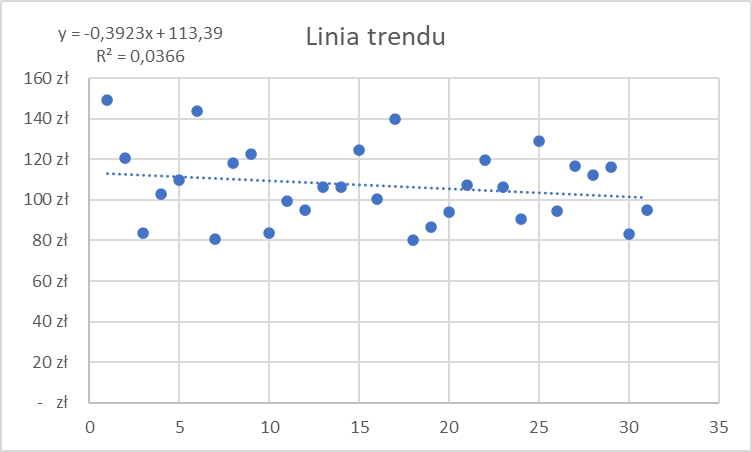 y = -0,3923x + 113,39
R² = 0,0366
Linia trendu
160 zł
140 zł
120 zł
100 zł
80 zł
60 zł
40 zł
20 zł
- zł
0 5 10 15 20 25 30 35